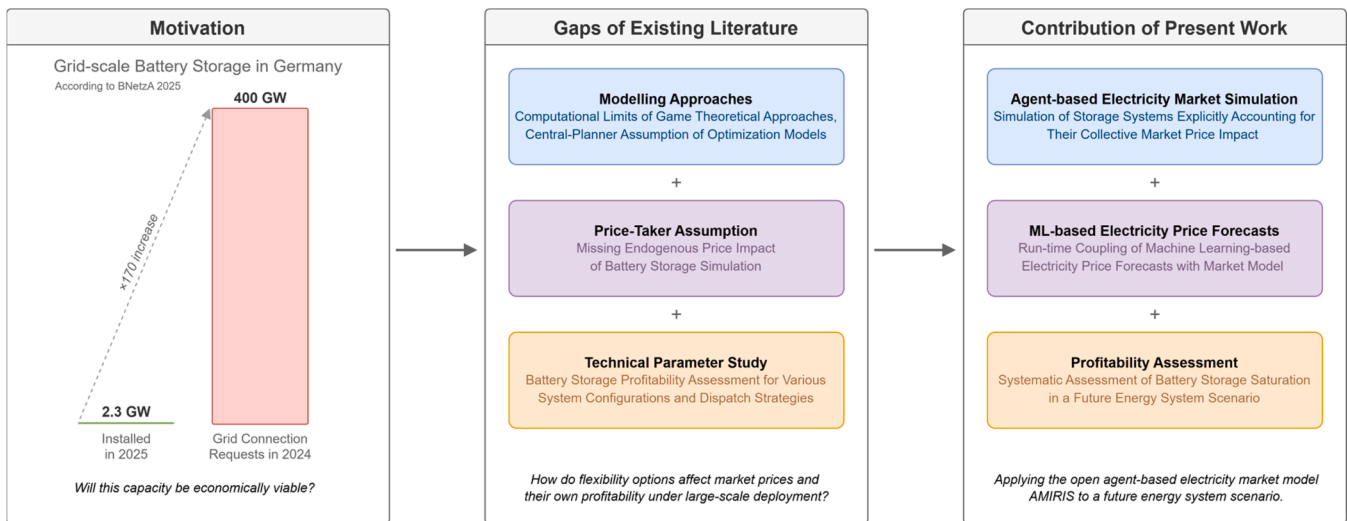 Motivation
Grid-scale Battery Storage in Germany
According to BNetzA 2025
400 GW
×170 increase
2.3 GW
Installed
in 2025
Grid Connection
Requests in 2024
Will this capacity be economically viable?
Gaps of Existing Literature
Modelling Approaches
Computational Limits of Game Theoretical Approaches,
Central-Planner Assumption of Optimization Models
+
Price-Taker Assumption
Missing Endogenous Price Impact
of Battery Storage Simulation
+
Technical Parameter Study
Battery Storage Profitability Assessment for Various
System Configurations and Dispatch Strategies
How do flexibility options affect market prices and
their own profitability under large-scale deployment?
Contribution of Present Work
Agent-based Electricity Market Simulation
Simulation of Storage Systems Explicitly Accounting for
Their Collective Market Price Impact
+
ML-based Electricity Price Forecasts
Run-time Coupling of Machine Learning-based
Electricity Price Forecasts with Market Model
+
Profitability Assessment
Systematic Assessment of Battery Storage Saturation
in a Future Energy System Scenario
Applying the open agent-based electricity market model
AMIRIS to a future energy system scenario.